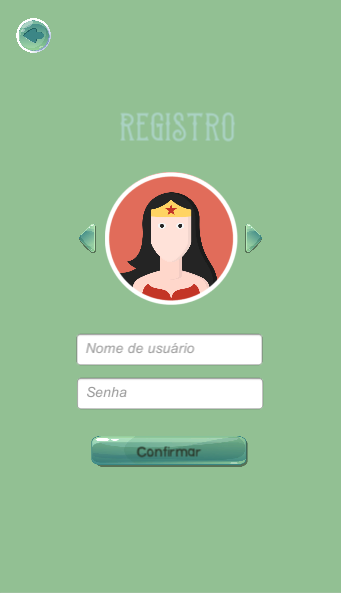 REGISTRO
Nome de usuário
Senha
Confirmar